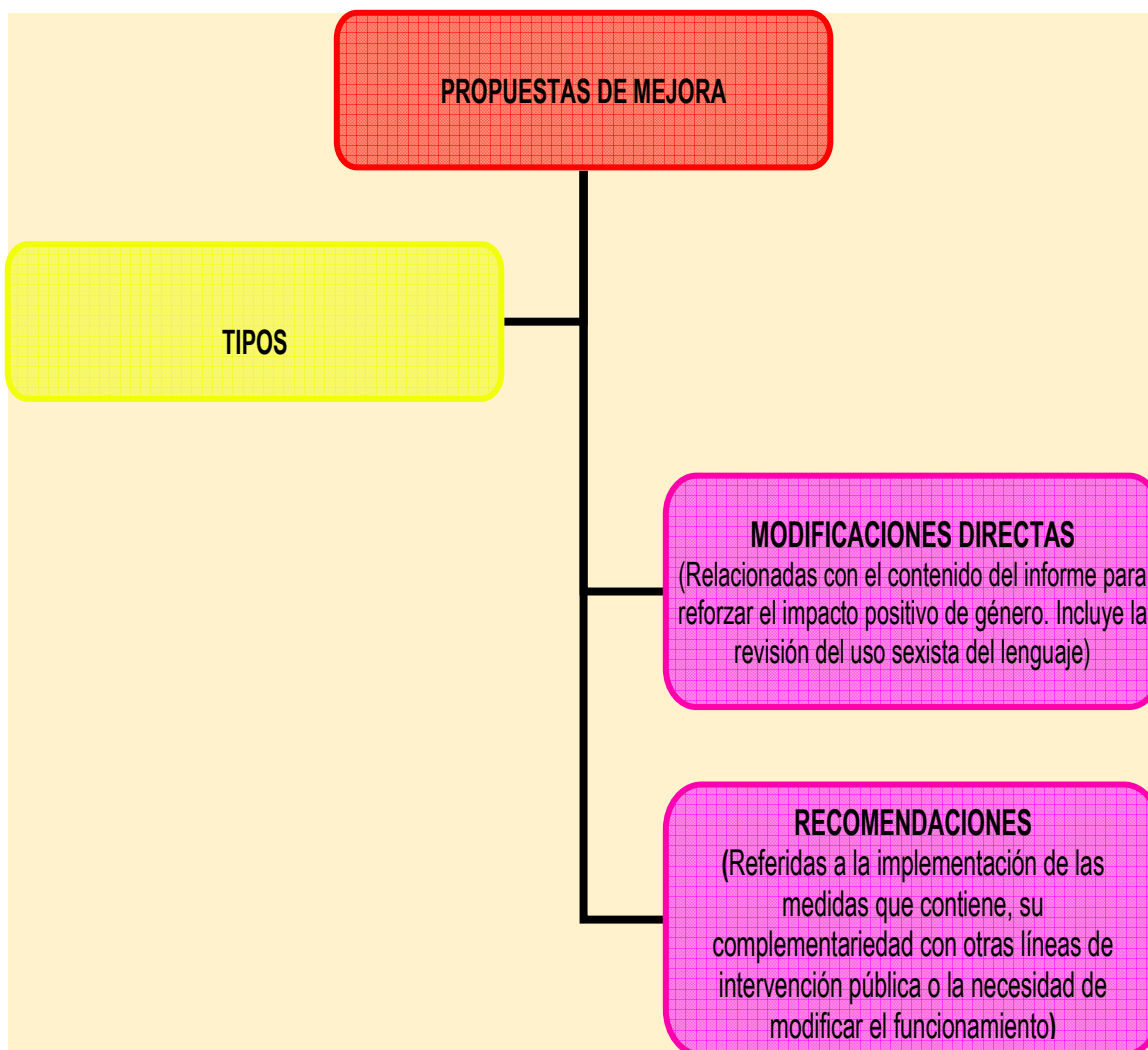 PROPUESTAS DE MEJORA
TIPOS
MODIFICACIONES DIRECTAS
(Relacionadas con el contenido del informe para
reforzar el impacto positivo de género. Incluye la
revisión del uso sexista del lenguaje)
RECOMENDACIONES
(Referidas a la implementación de las
medidas que contiene, su
complementariedad con otras líneas de
intervención pública o la necesidad de
modificar el funcionamiento)